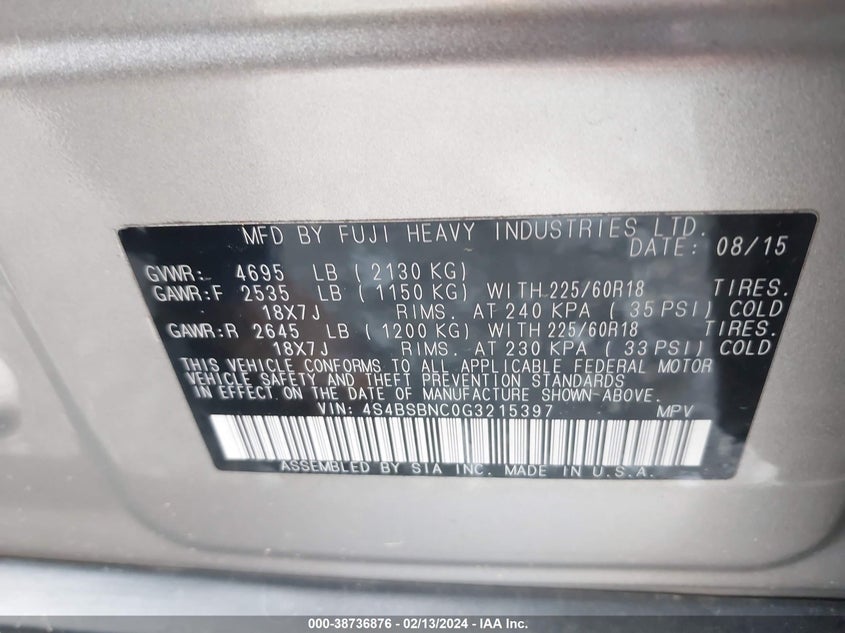 MFD BY FUJI HEAVY INDUSTRIES LTD.
DATE: 08/15
GVWR: 4695 LB ( 2130 KG)
GAWR:F 2535 LB ( 1150 KG) WITH 225/60R18 TIRES.
18X7J RIMS. AT 240 KPA ( 35 PSI) COLD
GAWR:R 2645 LB ( 1200 KG) WITH 225/60R18 TIRES.
18X7J RIMS. AT 230 KPA ( 33 PSI) COLD
THIS VEHICLE CONFORMS TO ALL APPLICABLE FEDERAL MOTOR
VEHICLE SAFETY AND THEFT PREVENTION STANDARDS
IN EFFECT ON THE DATE OF MANUFACTURE SHOWN ABOVE.
VIN: 4S4BSBNC0G3215397 MPV
ASSEMBLED BY SIA INC. MADE IN U.S.A.
000-38736876 - 02/13/2024 - IAA Inc.